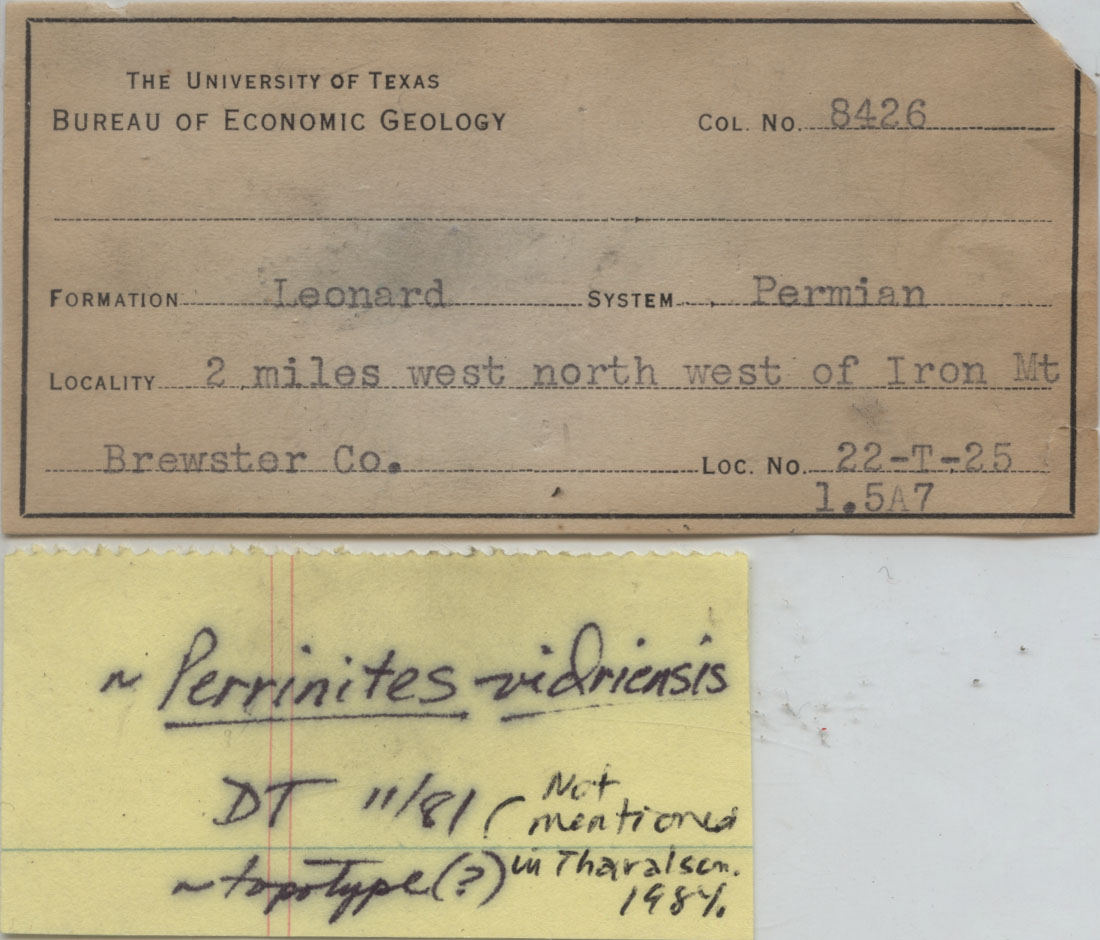 THE UNIVERSITY OF TEXAS
BUREAU OF ECONOMIC GEOLOGY
COL. NO. 8426
FORMATION Leonard SYSTEM Permian
LOCALITY 2 miles west north west of Iron Mt
Brewster Co. LOC. NO. 22-T-25
1.5A7
~ Perrinites vidriensis
DT 11/81 (Not
mentioned
~ topotype(?) in Tharalson.
1984.